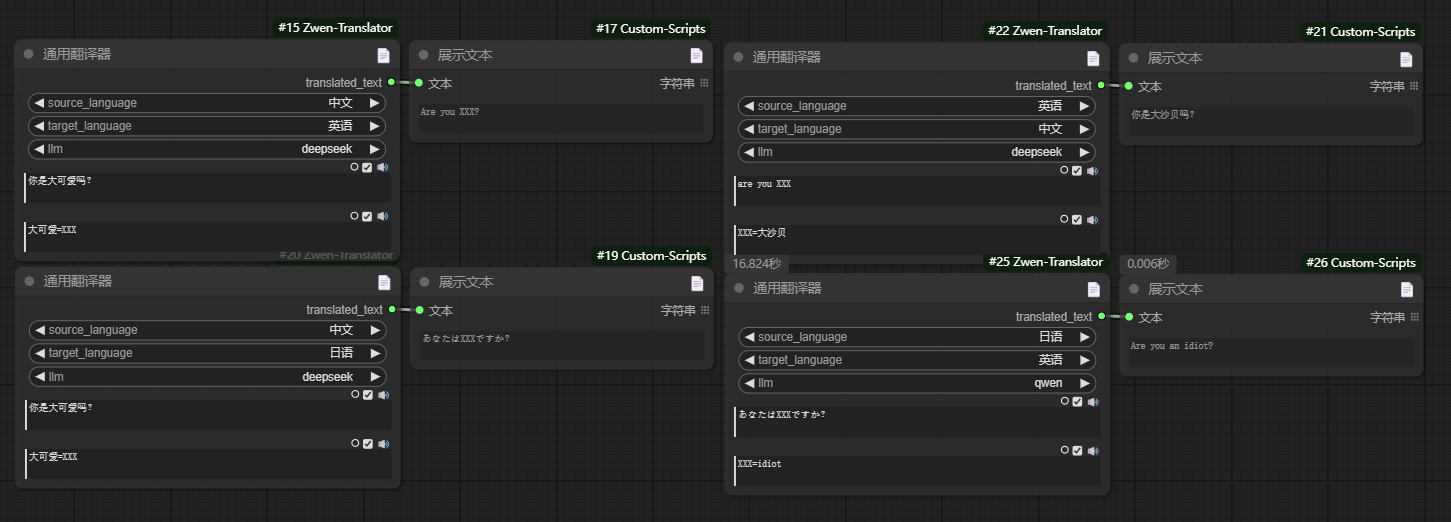 #15 Zwen-Translator
通用翻译器
translated_text
source_language 中文
target_language 英语
llm deepseek
你是大可爱吗?
大可爱=XXX
#17 Custom-Scripts
展示文本
文本 字符串
Are you XXX?
#22 Zwen-Translator
通用翻译器
translated_text
source_language 英语
target_language 中文
llm deepseek
are you XXX
XXX=大沙贝
#21 Custom-Scripts
展示文本
文本 字符串
你是大沙贝吗?
#20 Zwen-Translator
通用翻译器
translated_text
source_language 中文
target_language 日语
llm deepseek
你是大可爱吗?
大可爱=XXX
#19 Custom-Scripts
展示文本
文本 字符串
あなたはXXXですか?
16.824秒
#25 Zwen-Translator
通用翻译器
translated_text
source_language 日语
target_language 英语
llm qwen
あなたはXXXですか?
XXX=idiot
0.006秒
#26 Custom-Scripts
展示文本
文本 字符串
Are you an idiot?